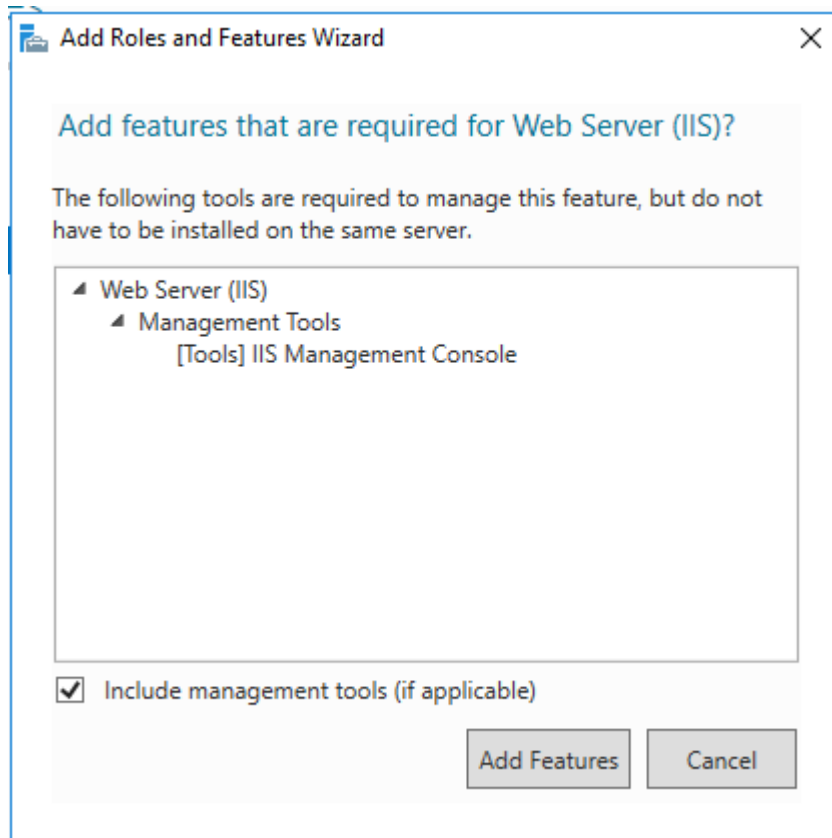 Add Roles and Features Wizard
Add features that are required for Web Server (IIS)?
The following tools are required to manage this feature, but do not
have to be installed on the same server.
Web Server (IIS)
Management Tools
[Tools] IIS Management Console
Include management tools (if applicable)
Add Features
Cancel